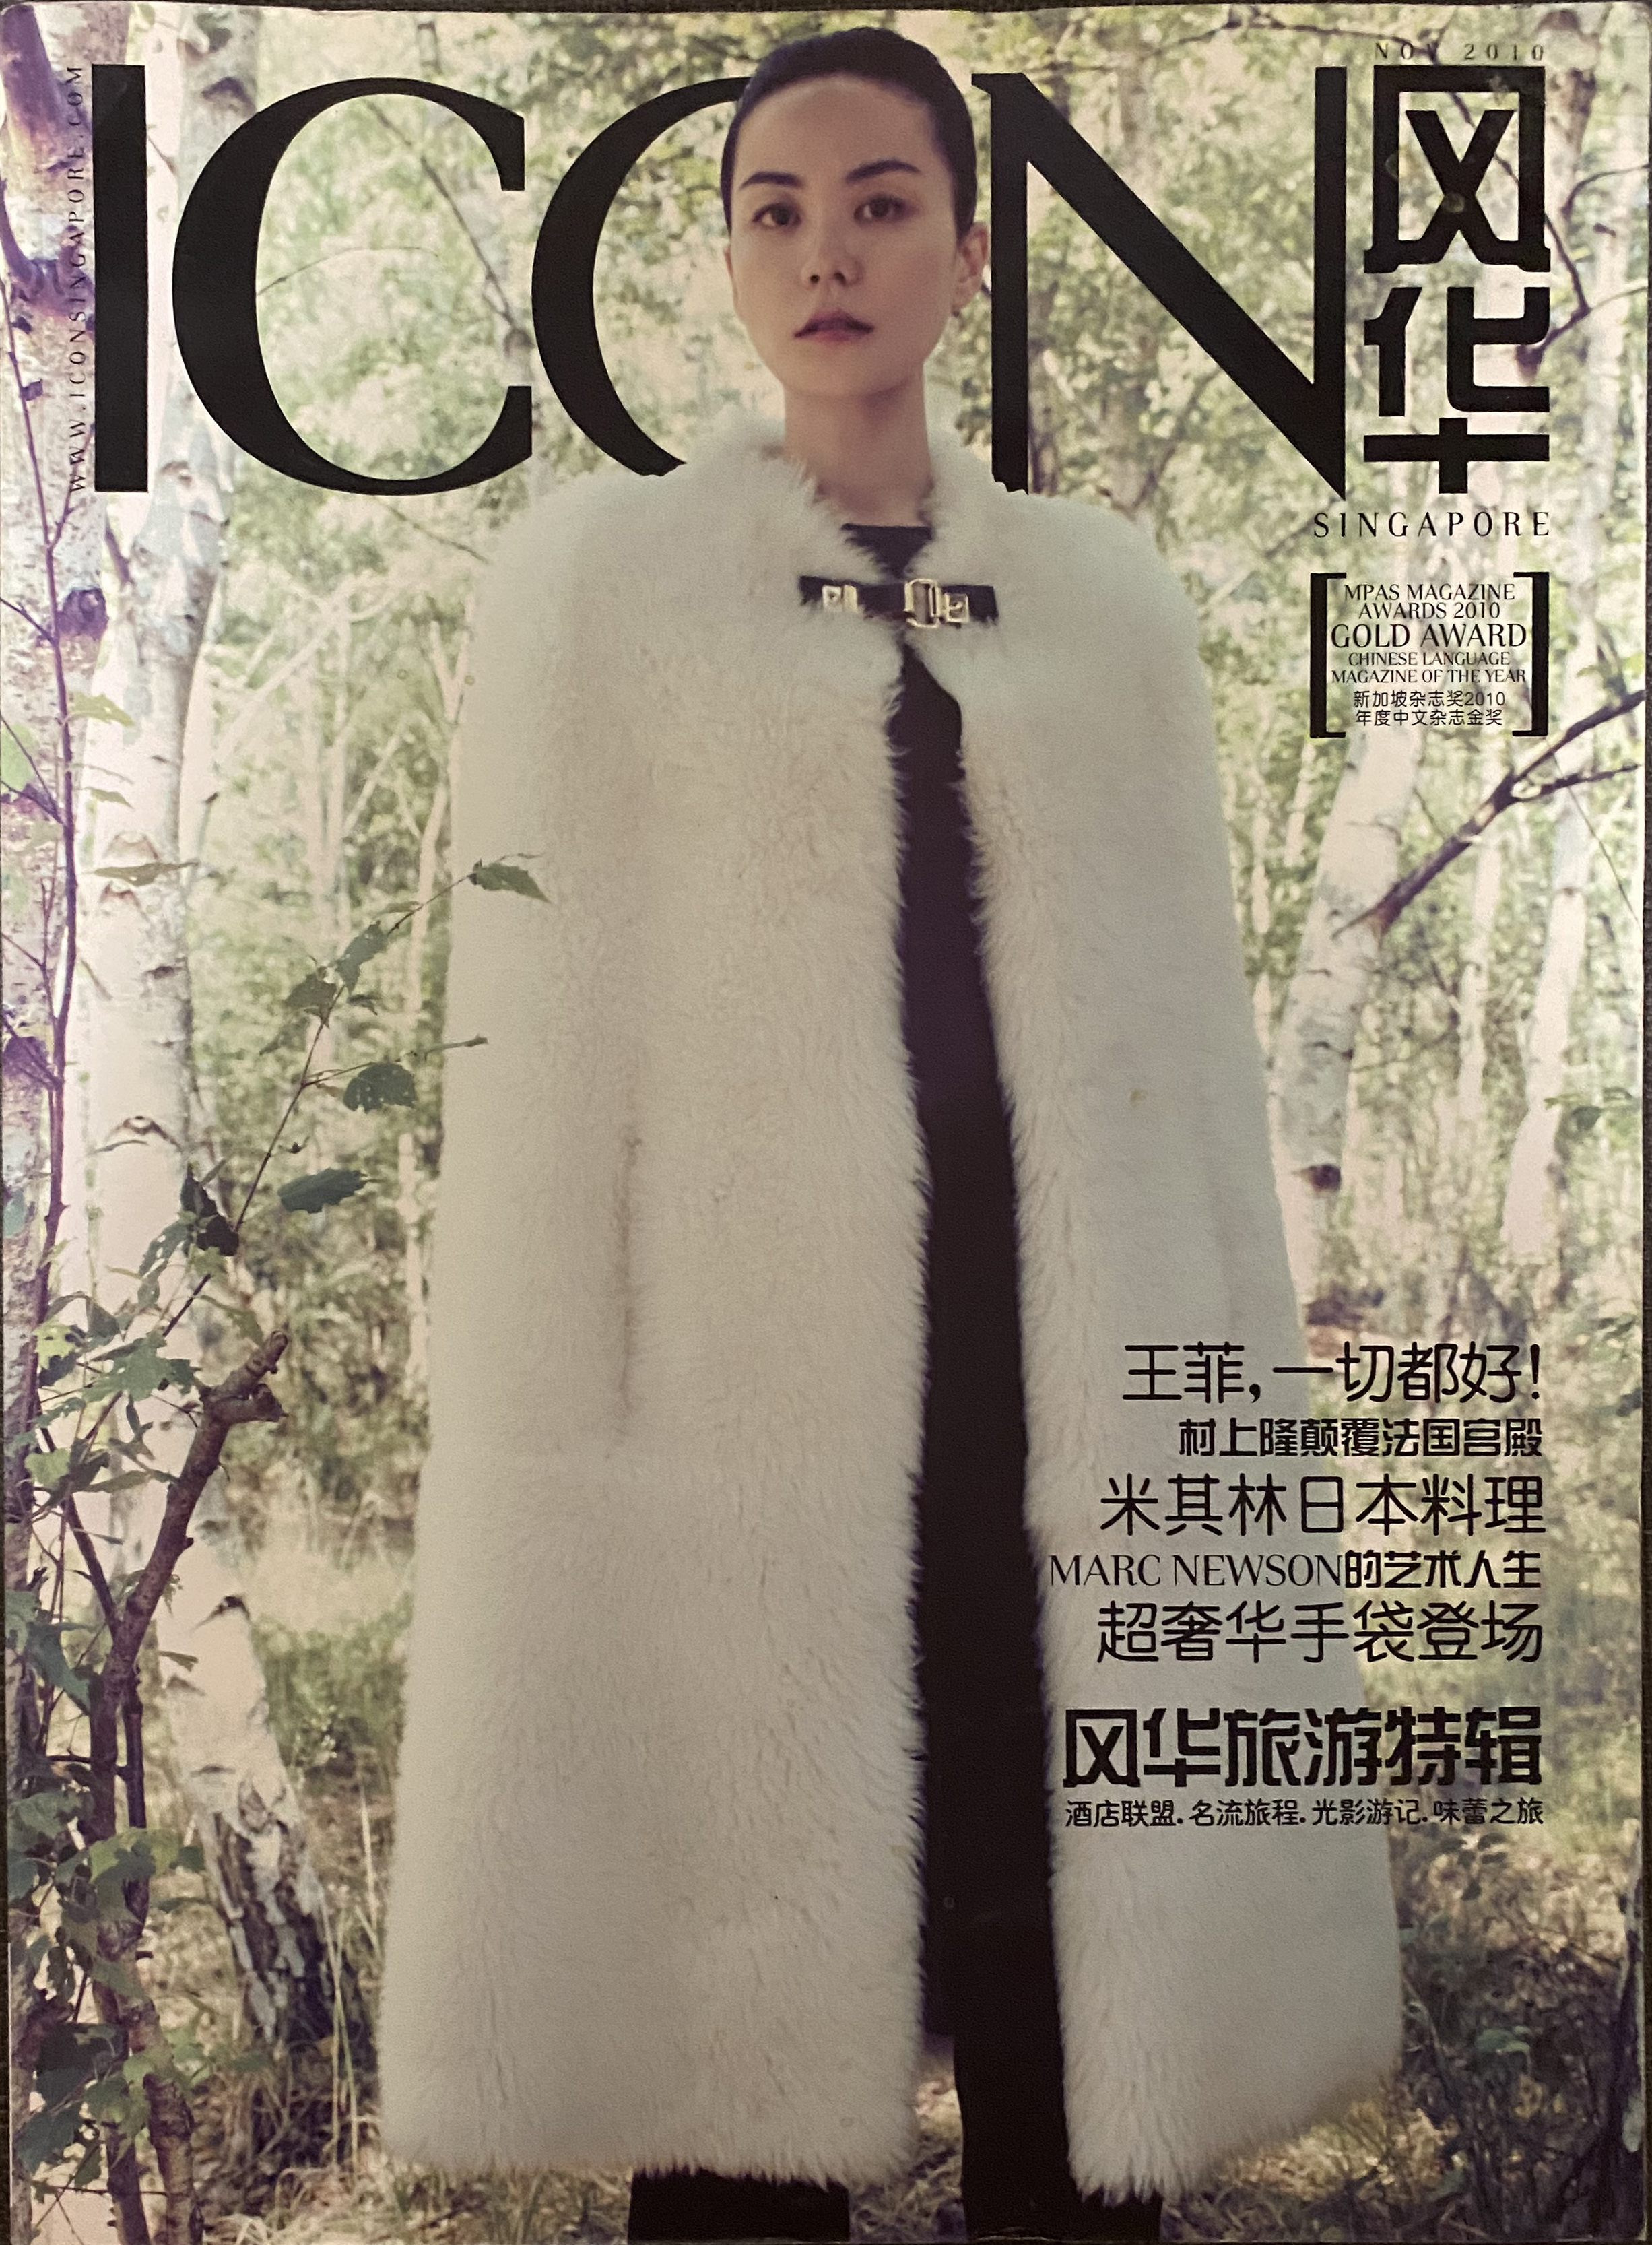 NOV 2010
WWW.ICONSINGAPORE.COM
ICON
风华
SINGAPORE
MPAS MAGAZINE
AWARDS 2010
GOLD AWARD
CHINESE LANGUAGE
MAGAZINE OF THE YEAR
新加坡杂志奖2010
年度中文杂志金奖
王菲,一切都好!
村上隆颠覆法国宫殿
米其林日本料理
MARC NEWSON的艺术人生
超奢华手袋登场
风华旅游特辑
酒店联盟.名流旅程.光影游记.味蕾之旅